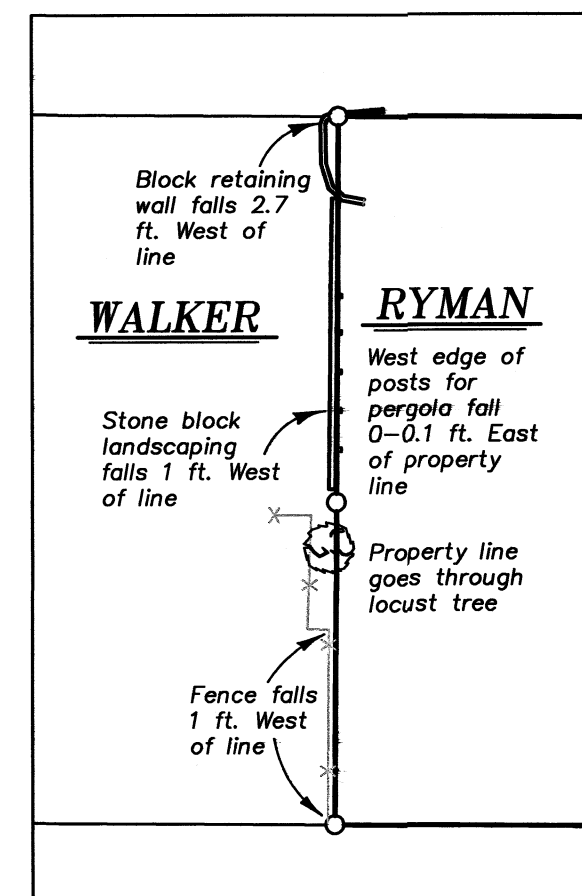 Block retaining
wall falls 2.7
ft. West of
line
WALKER
RYMAN
West edge of
posts for
pergola fall
0-0.1 ft. East
of property
line
Stone block
landscaping
falls 1 ft. West
of line
Property line
goes through
locust tree
Fence falls
1 ft. West
of line